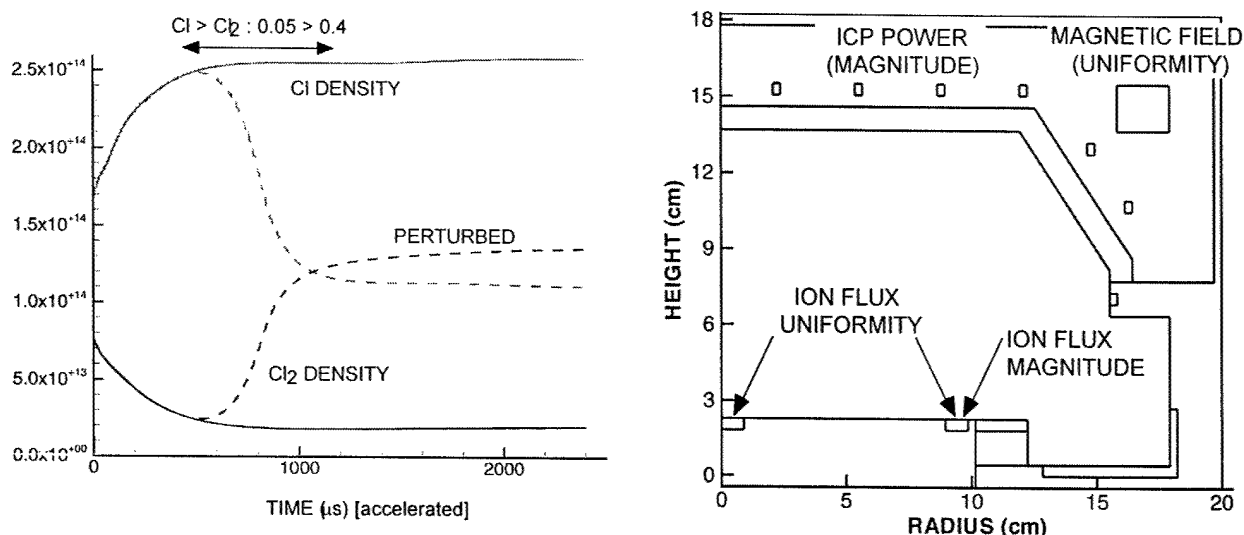 Cl > Cl2 : 0.05 > 0.4
2.5x10+14
Cl DENSITY
2.0x10+14
1.5x10+14
PERTURBED
1.0x10+14
5.0x10+13
Cl2 DENSITY
0.0x10+00
0
1000
2000
TIME (μs) [accelerated]
18
ICP POWER
(MAGNITUDE)
MAGNETIC FIELD
(UNIFORMITY)
15
12
HEIGHT (cm)
9
6
ION FLUX
UNIFORMITY
ION FLUX
MAGNITUDE
3
0
0
5
10
15
20
RADIUS (cm)